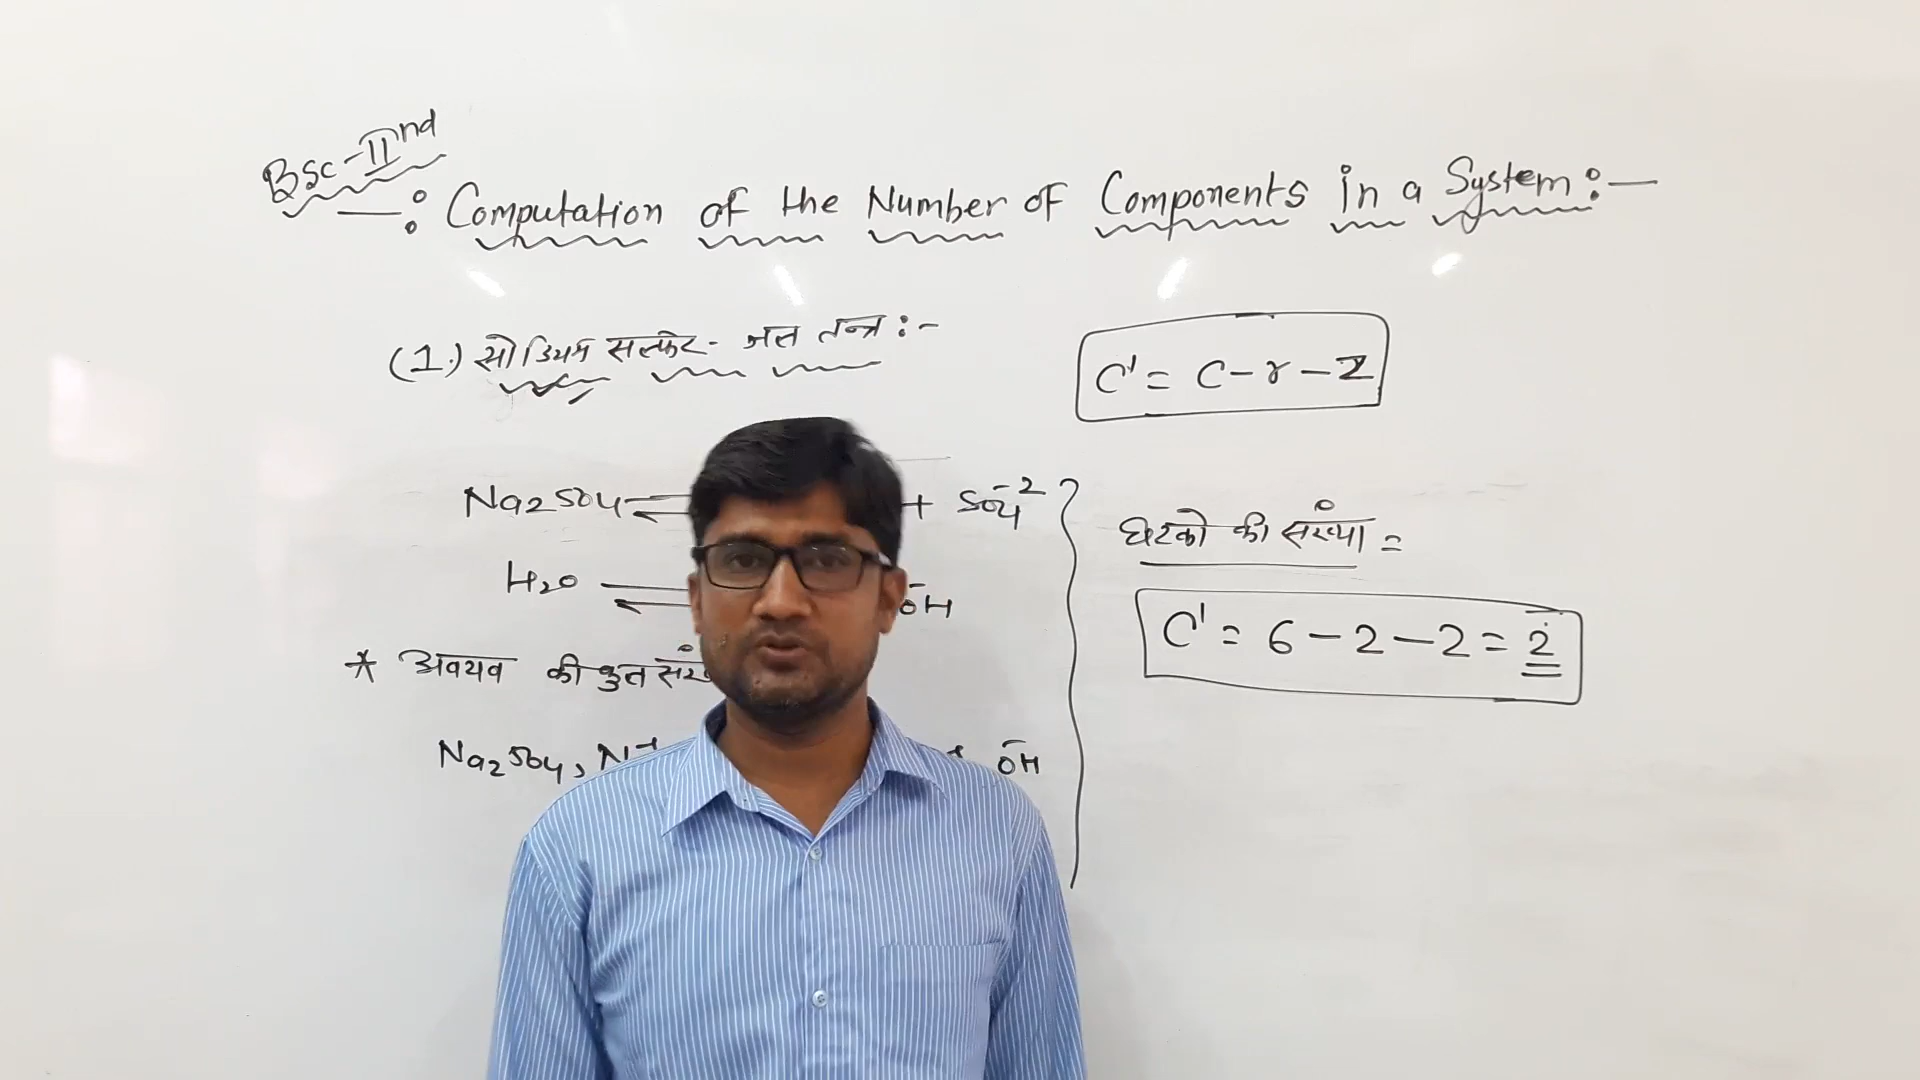 BSc-IInd
—: Computation of the Number of Components in a System :—
(1.) सोडियम सल्फेट - जल तन्त्र :-
C' = C - r - Z
Na2SO4 ⇌ + SO4-2
H2O ⇌ OH-
घटको की संख्या =
C' = 6 - 2 - 2 = 2
* अवयव की कुल
Na2SO4, OH-